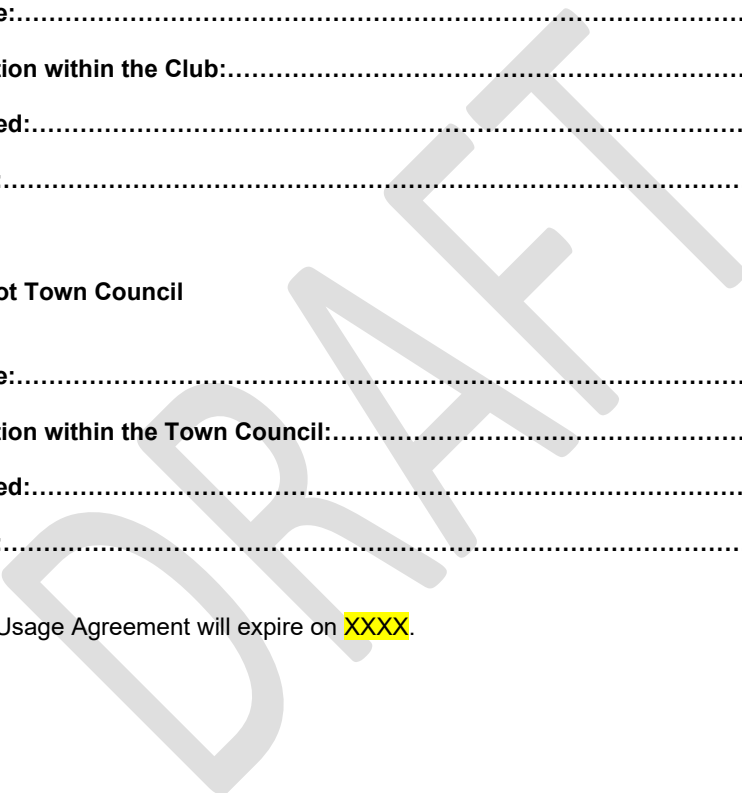 e:........................................................................
tion within the Club:........................................................................
ed:........................................................................
:........................................................................
ot Town Council
e:........................................................................
tion within the Town Council:........................................................................
ed:........................................................................
:........................................................................
Usage Agreement will expire on XXXX.
DRAFT